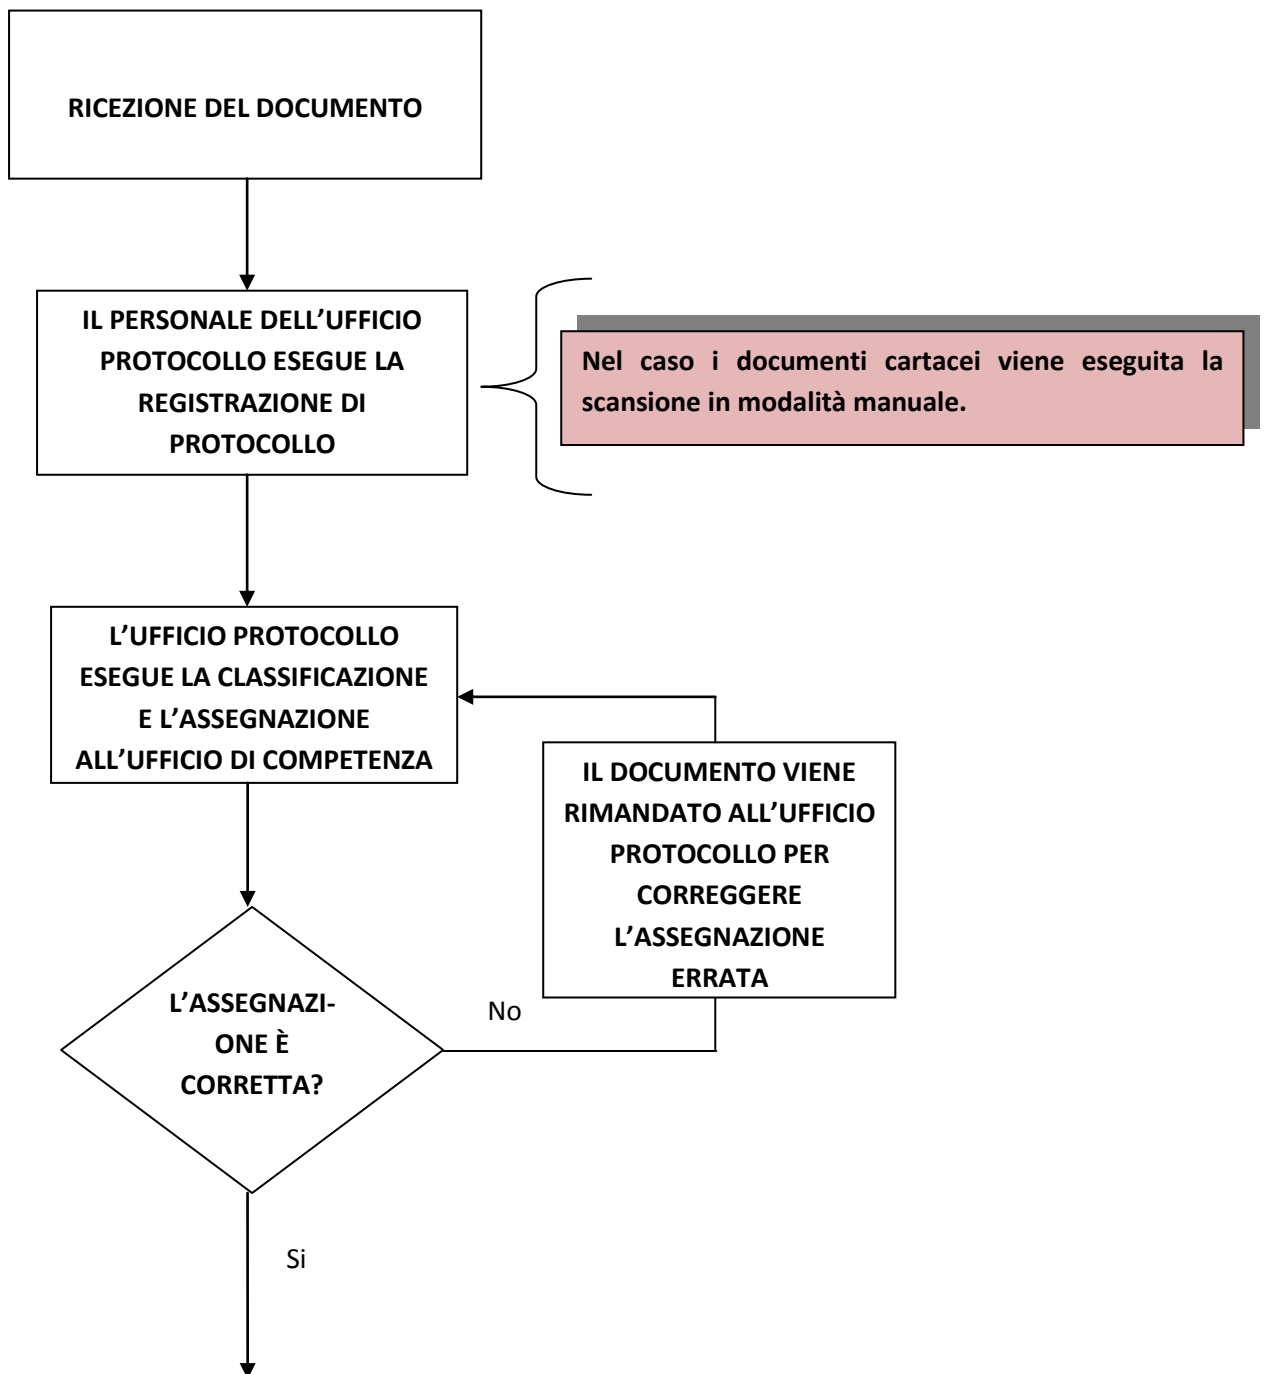 RICEZIONE DEL DOCUMENTO
IL PERSONALE DELL’UFFICIO
PROTOCOLLO ESEGUE LA
REGISTRAZIONE DI
PROTOCOLLO
Nel caso i documenti cartacei viene eseguita la
scansione in modalità manuale.
L’UFFICIO PROTOCOLLO
ESEGUE LA CLASSIFICAZIONE
E L’ASSEGNAZIONE
ALL’UFFICIO DI COMPETENZA
IL DOCUMENTO VIENE
RIMANDATO ALL’UFFICIO
PROTOCOLLO PER
CORREGGERE
L’ASSEGNAZIONE
ERRATA
L’ASSEGNAZI-
ONE È
CORRETTA?
No
Si